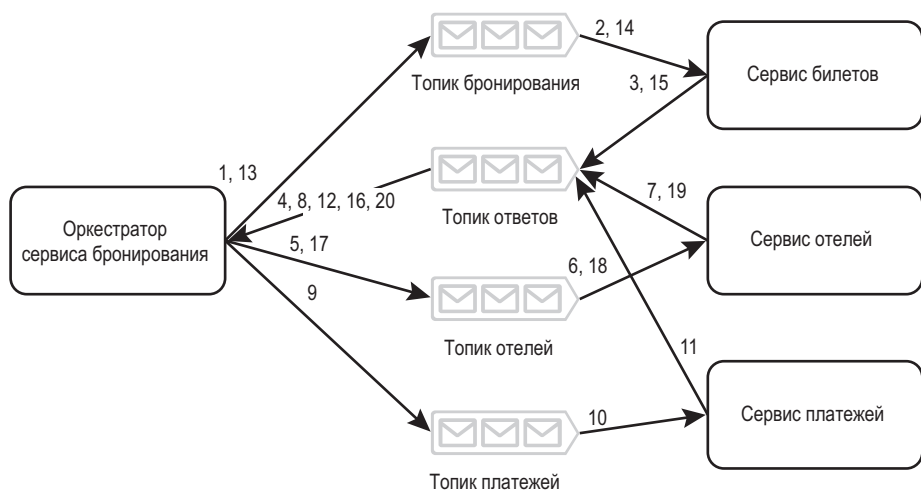 2, 14
Топик бронирования
Сервис билетов
3, 15
1, 13
4, 8, 12, 16, 20
Топик ответов
7, 19
Оркестратор
сервиса бронирования
Сервис отелей
5, 17
6, 18
9
Топик отелей
11
10
Сервис платежей
Топик платежей